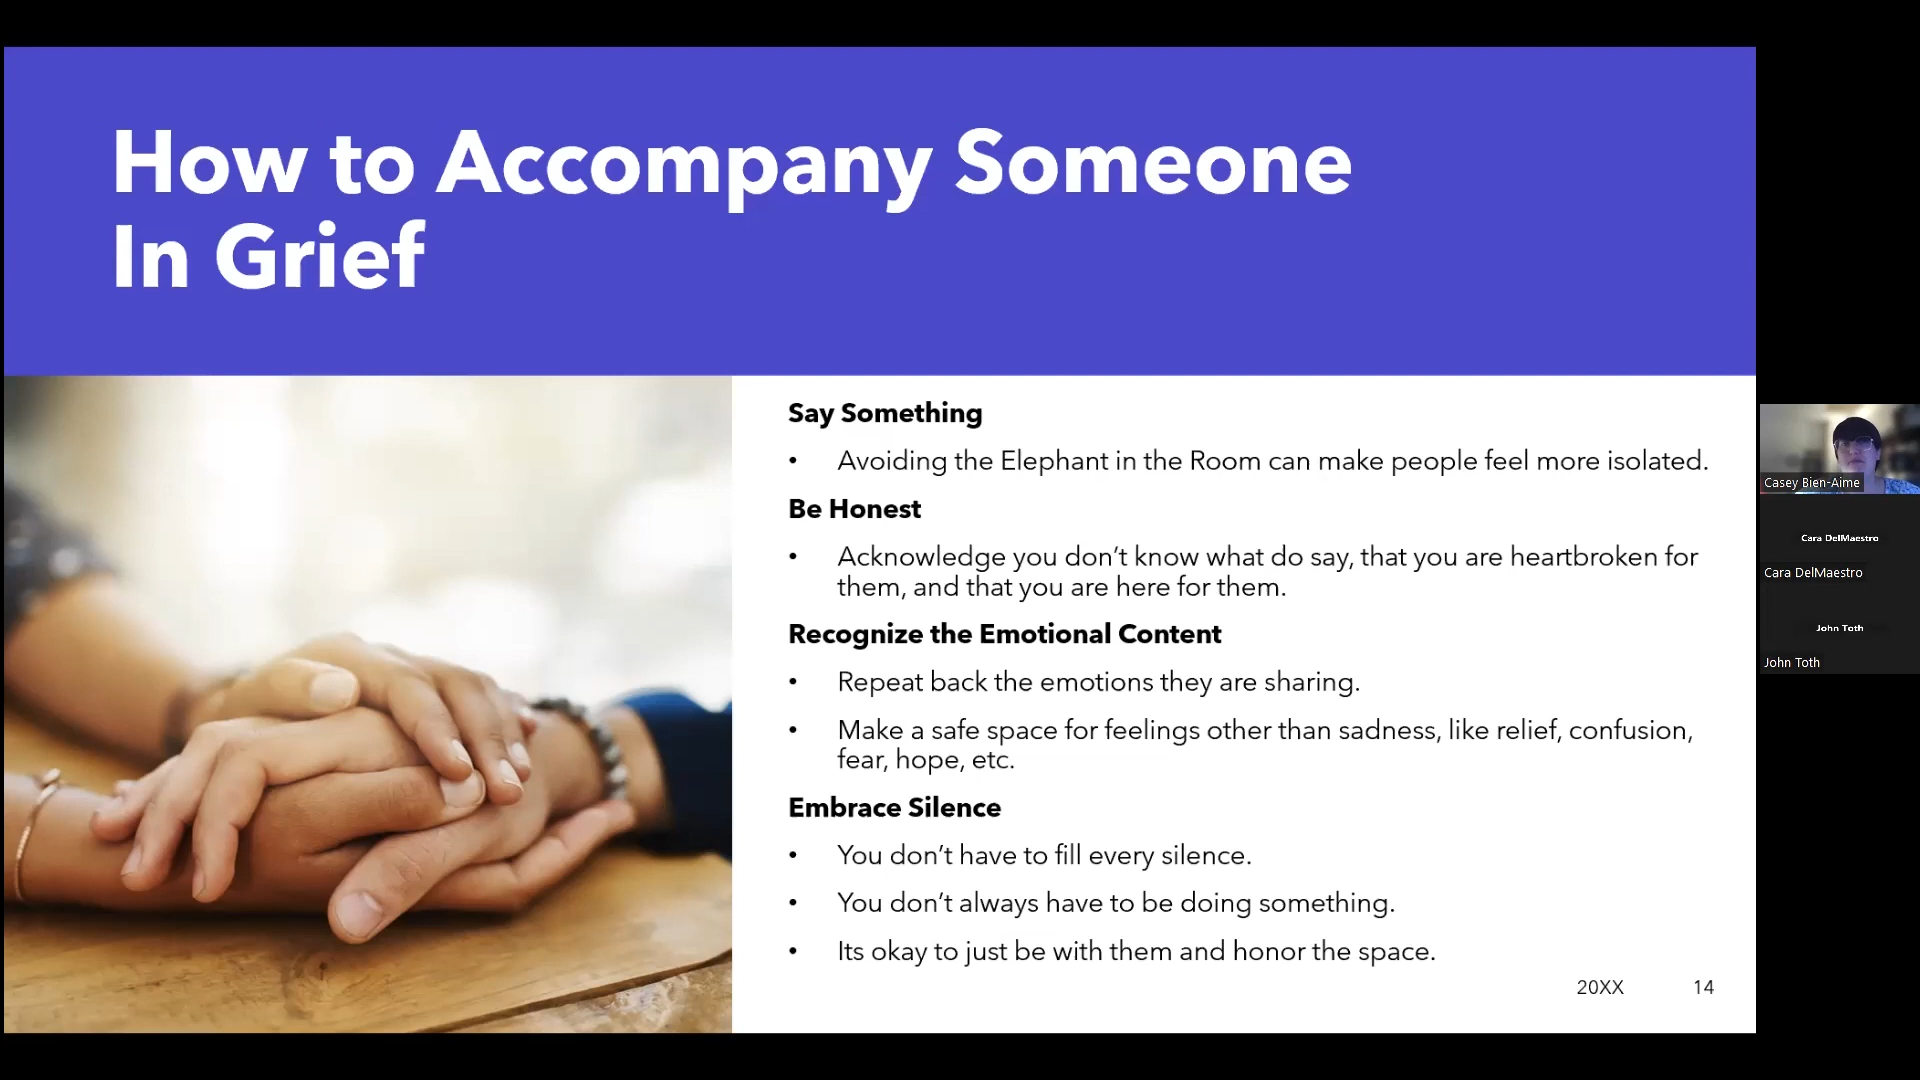 How to Accompany Someone
In Grief
Say Something
• Avoiding the Elephant in the Room can make people feel more isolated.
Be Honest
• Acknowledge you don’t know what do say, that you are heartbroken for
them, and that you are here for them.
Recognize the Emotional Content
• Repeat back the emotions they are sharing.
• Make a safe space for feelings other than sadness, like relief, confusion,
fear, hope, etc.
Embrace Silence
• You don’t have to fill every silence.
• You don’t always have to be doing something.
• Its okay to just be with them and honor the space.
20XX 14
Casey Bien-Aime
Cara DelMaestro
Cara DelMaestro
John Toth
John Toth